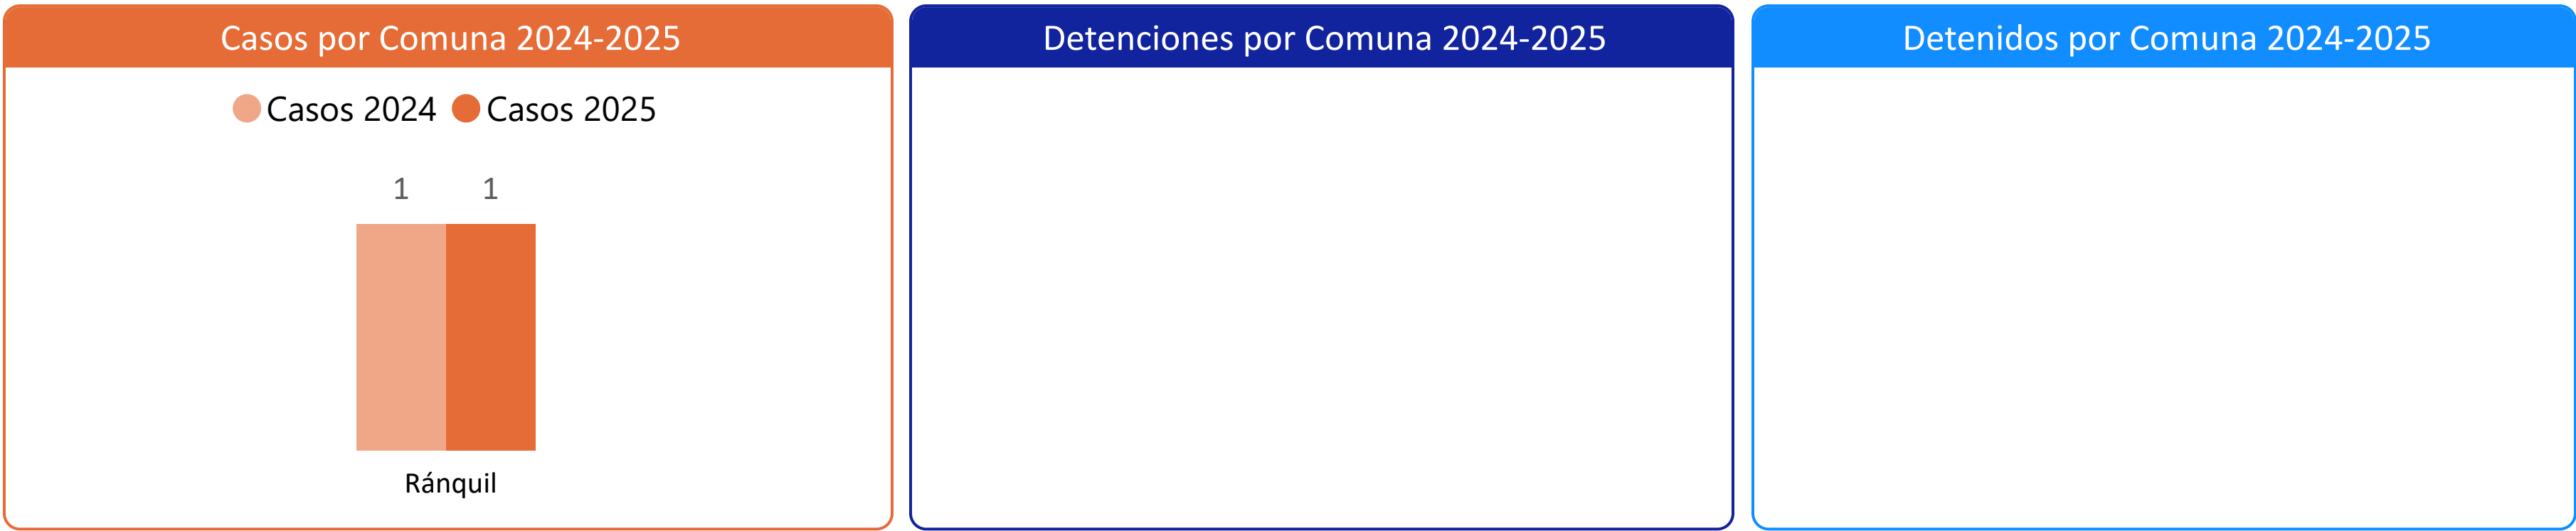 Casos por Comuna 2024-2025
Casos 2024 Casos 2025
1 1
Ránquil
Detenciones por Comuna 2024-2025
Detenidos por Comuna 2024-2025